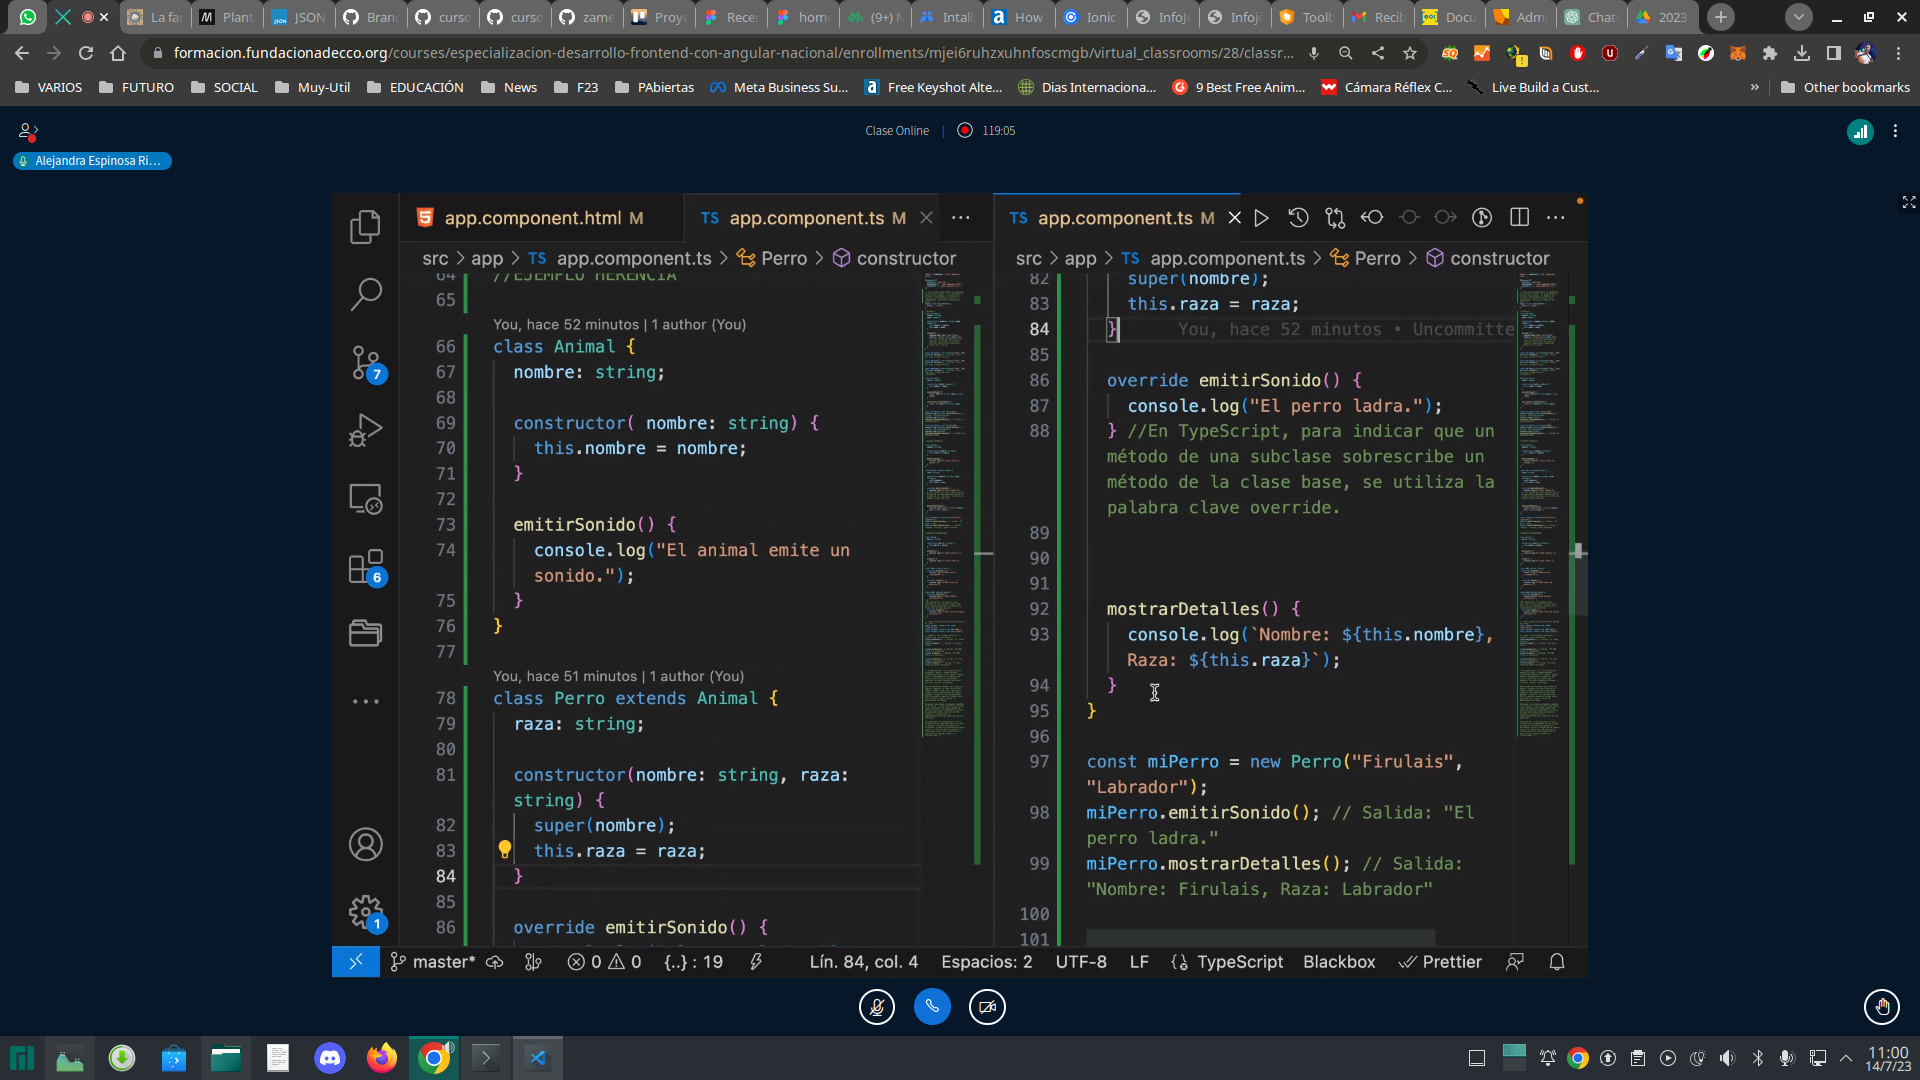 La fa
Plant
JSON
Bran
curso
curso
zame
Proye
Recer
home
(9+) N
Intall
How
Ionic
InfoJ
Infoj
Toolb
Recib
Docu
Admi
Chat
2023
formacion.fundacionadecco.org/courses/especializacion-desarrollo-frontend-con-angular-nacional/enrollments/mjei6ruhzxuhnfoscmgb/virtual_classrooms/28/classr...
VARIOS
FUTURO
SOCIAL
Muy-Util
EDUCACIÓN
News
F23
PAbiertas
Meta Business Su...
Free Keyshot Alte...
Dias Internaciona...
9 Best Free Anim...
Cámara Réflex C...
Live Build a Cust...
»
Other bookmarks
Clase Online | 119:05
Alejandra Espinosa Ri...
app.component.html M
TS app.component.ts M
src > app > TS app.component.ts > Perro > constructor
64 //EJEMPLO HERENCIA
65
You, hace 52 minutos | 1 author (You)
66 class Animal {
67 nombre: string;
68
69 constructor( nombre: string) {
70 this.nombre = nombre;
71 }
72
73 emitirSonido() {
74 console.log("El animal emite un
sonido.");
75 }
76 }
77
You, hace 51 minutos | 1 author (You)
78 class Perro extends Animal {
79 raza: string;
80
81 constructor(nombre: string, raza:
string) {
82 super(nombre);
83 this.raza = raza;
84 }
85
86 override emitirSonido() {
TS app.component.ts M
src > app > TS app.component.ts > Perro > constructor
82 super(nombre);
83 this.raza = raza;
84 } You, hace 52 minutos • Uncommitte
85
86 override emitirSonido() {
87 console.log("El perro ladra.");
88 } //En TypeScript, para indicar que un
método de una subclase sobrescribe un
método de la clase base, se utiliza la
palabra clave override.
89
90
91
92 mostrarDetalles() {
93 console.log(`Nombre: ${this.nombre},
Raza: ${this.raza}`);
94 }
95 }
96
97 const miPerro = new Perro("Firulais",
"Labrador");
98 miPerro.emitirSonido(); // Salida: "El
perro ladra."
99 miPerro.mostrarDetalles(); // Salida:
"Nombre: Firulais, Raza: Labrador"
100
101
7
6
1
master* 0 0 {..} : 19 Lín. 84, col. 4 Espacios: 2 UTF-8 LF TypeScript Blackbox Prettier
11:00
14/7/23